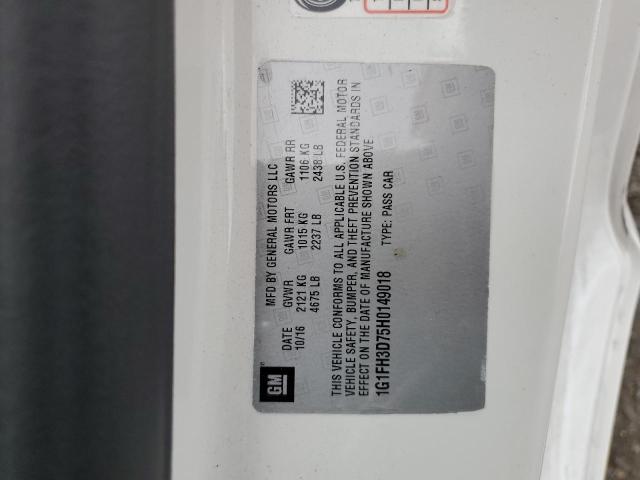 GM
MFD BY GENERAL MOTORS LLC
DATE GVWR GAWR FRT GAWR RR
10/16 2121 KG 1015 KG 1106 KG
4675 LB 2237 LB 2438 LB
THIS VEHICLE CONFORMS TO ALL APPLICABLE U.S. FEDERAL MOTOR
VEHICLE SAFETY, BUMPER, AND THEFT PREVENTION STANDARDS IN
EFFECT ON THE DATE OF MANUFACTURE SHOWN ABOVE
1G1FH3D75H0149018 TYPE: PASS CAR